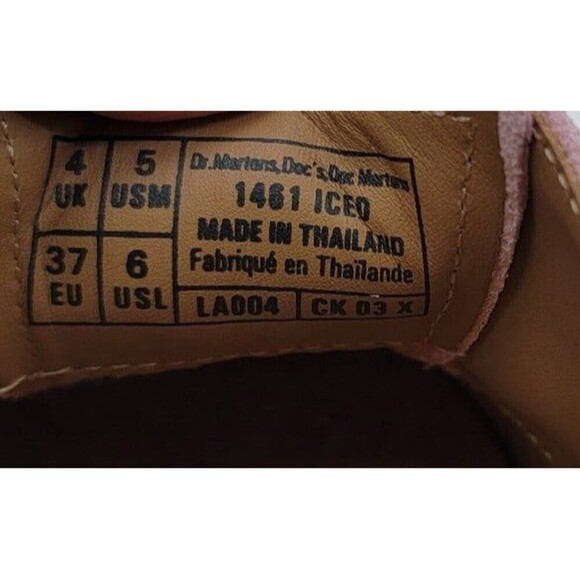 4 UK
5 USM
37 EU
6 USL
Dr. Martens, Doc's, Doc Martens
1461 ICED
MADE IN THAILAND
Fabriqué en Thaïlande
LA004
CK 03 X